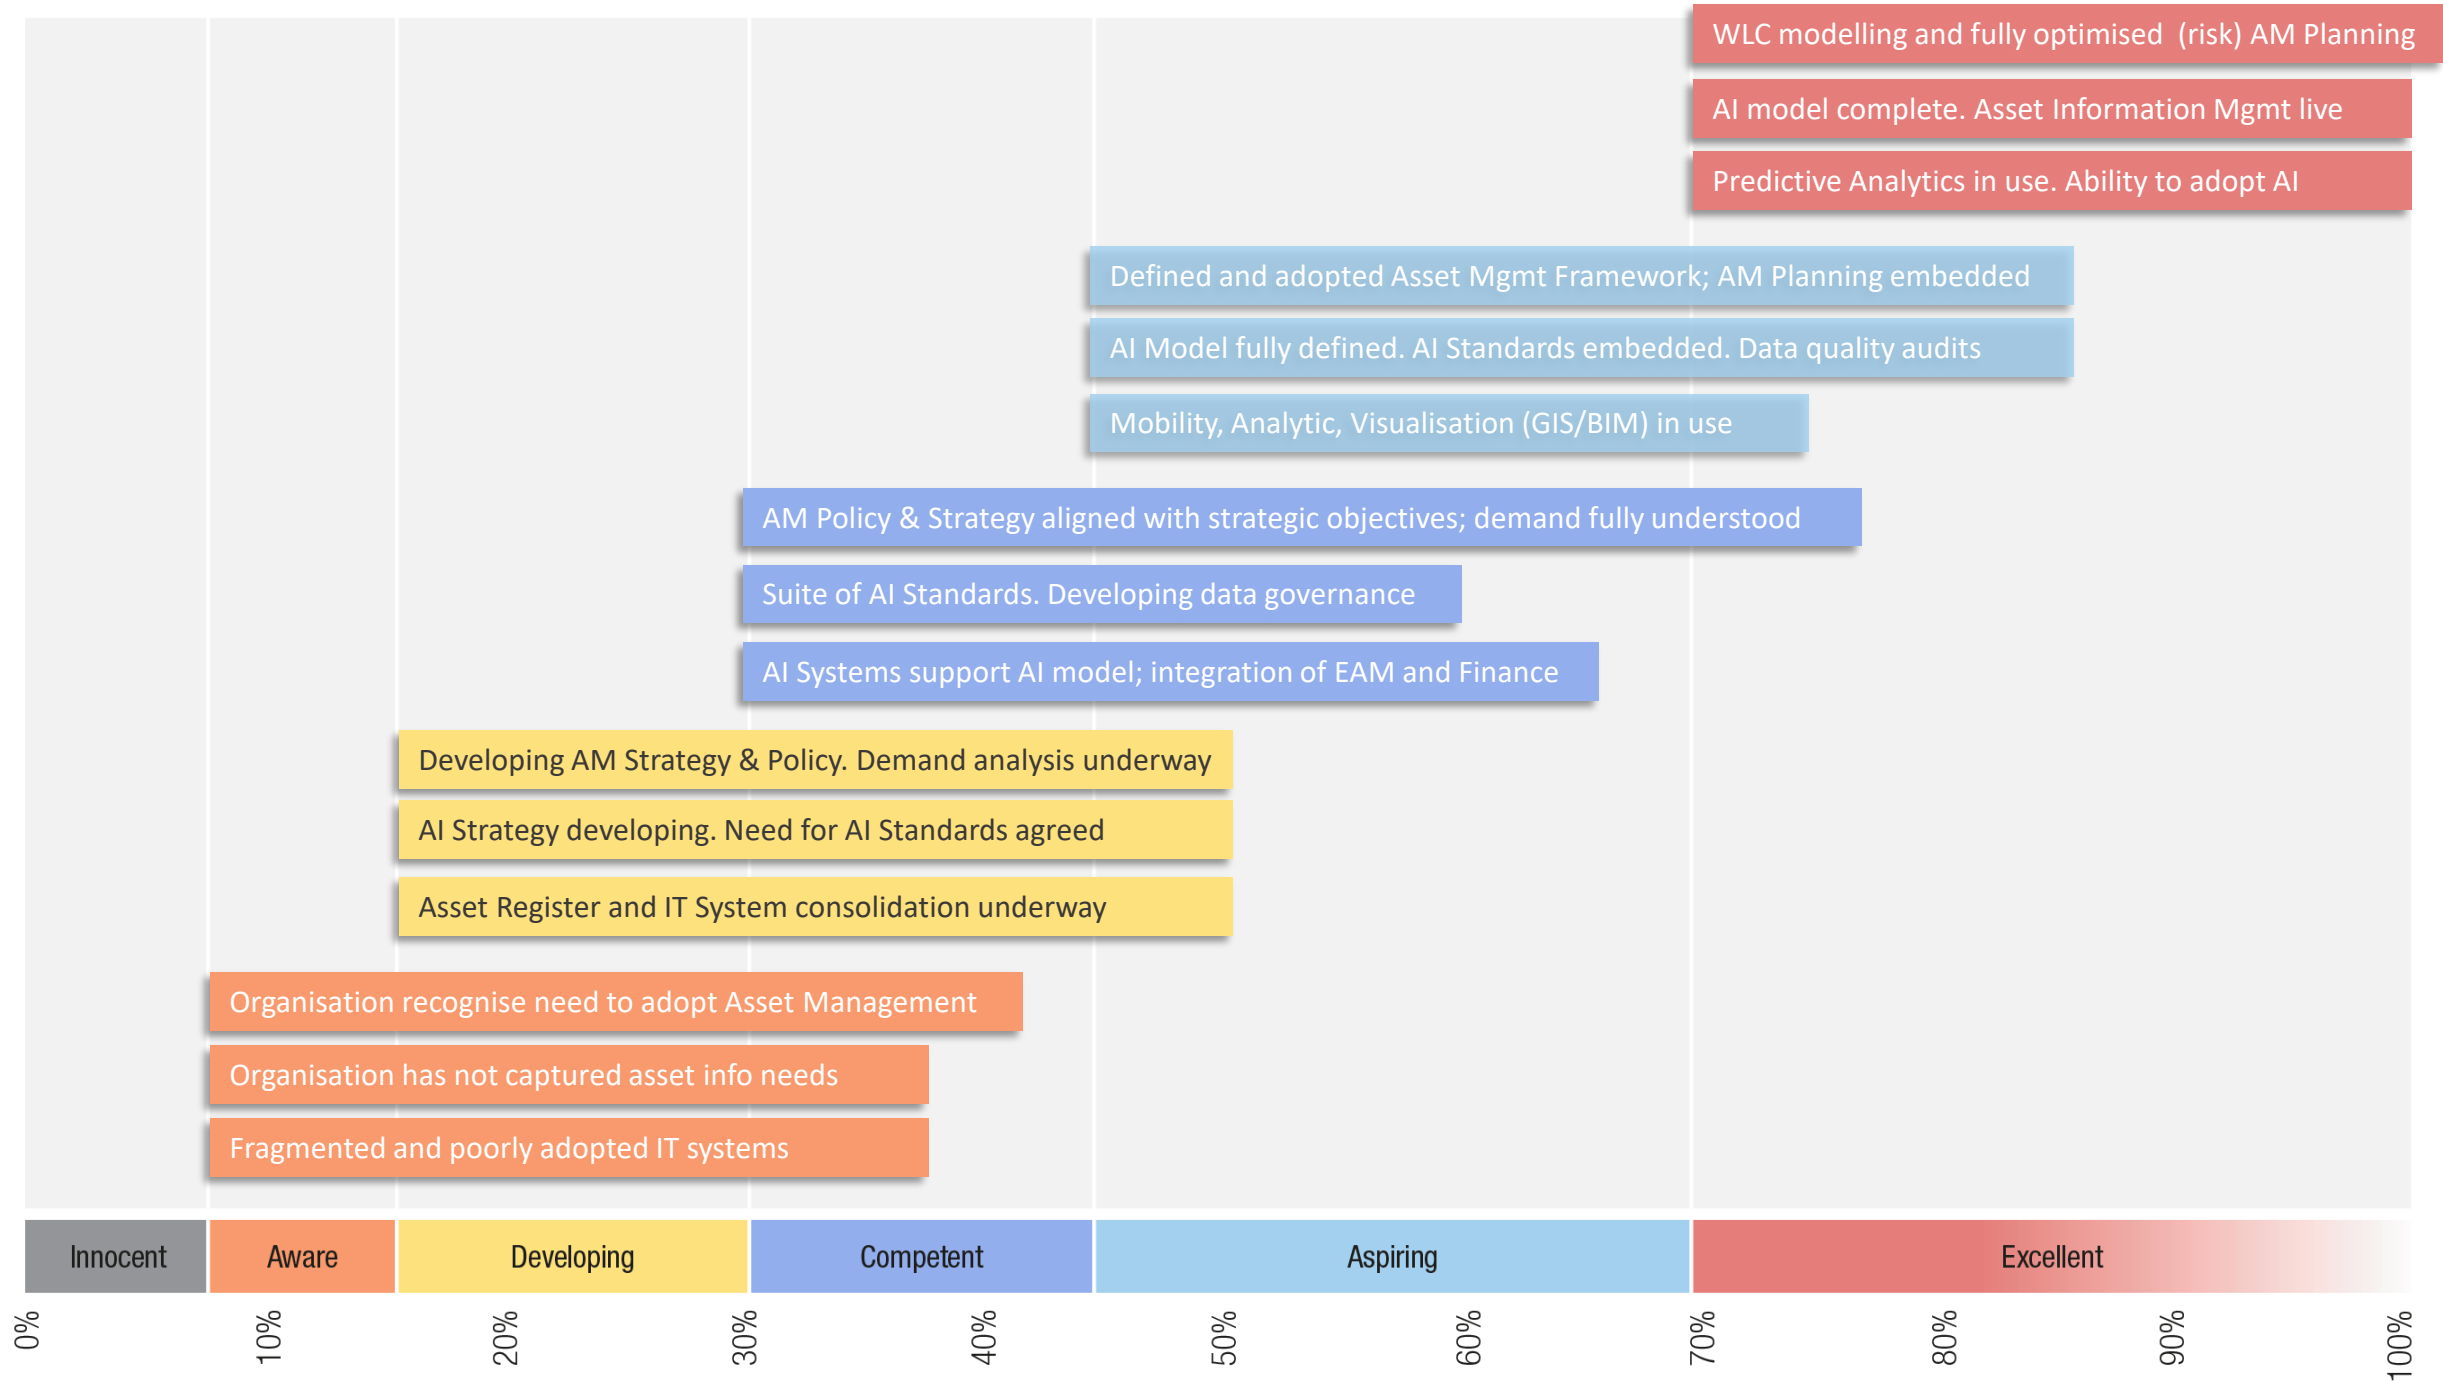 WLC modelling and fully optimised (risk) AM Planning
AI model complete. Asset Information Mgmt live
Predictive Analytics in use. Ability to adopt AI
Defined and adopted Asset Mgmt Framework; AM Planning embedded
AI Model fully defined. AI Standards embedded. Data quality audits
Mobility, Analytic, Visualisation (GIS/BIM) in use
AM Policy & Strategy aligned with strategic objectives; demand fully understood
Suite of AI Standards. Developing data governance
AI Systems support AI model; integration of EAM and Finance
Developing AM Strategy & Policy. Demand analysis underway
AI Strategy developing. Need for AI Standards agreed
Asset Register and IT System consolidation underway
Organisation recognise need to adopt Asset Management
Organisation has not captured asset info needs
Fragmented and poorly adopted IT systems
Innocent
Aware
Developing
Competent
Aspiring
Excellent
0%
10%
20%
30%
40%
50%
60%
70%
80%
90%
100%